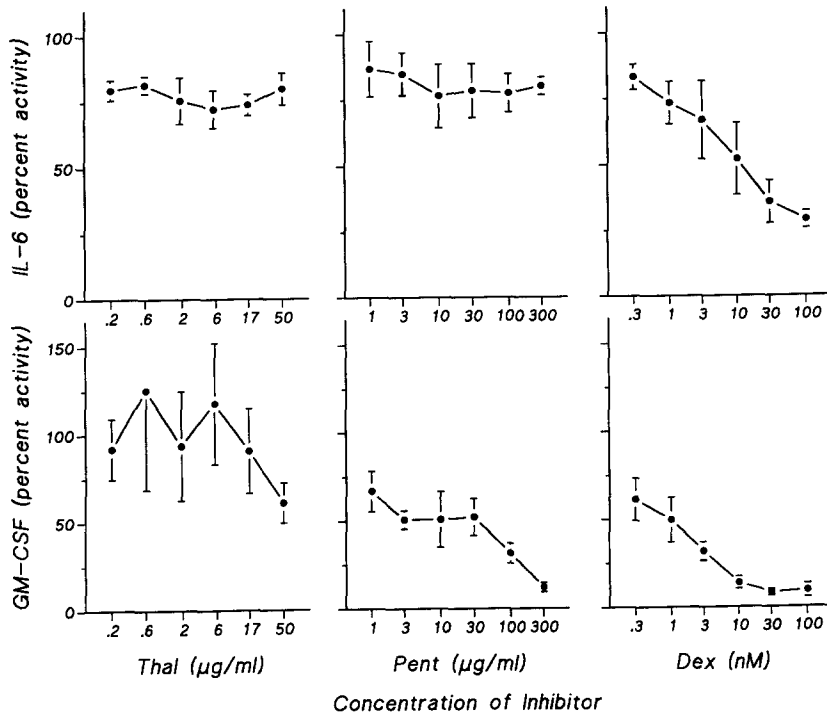 IL-6 (percent activity)
100
50
0
.2 .6 2 6 17 50
1 3 10 30 100 300
.3 1 3 10 30 100
GM-CSF (percent activity)
150
100
50
0
.2 .6 2 6 17 50
1 3 10 30 100 300
.3 1 3 10 30 100
Thal (µg/ml)
Pent (µg/ml)
Dex (nM)
Concentration of Inhibitor